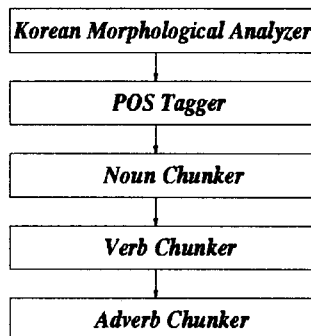 Korean Morphological Analyzer
POS Tagger
Noun Chunker
Verb Chunker
Adverb Chunker